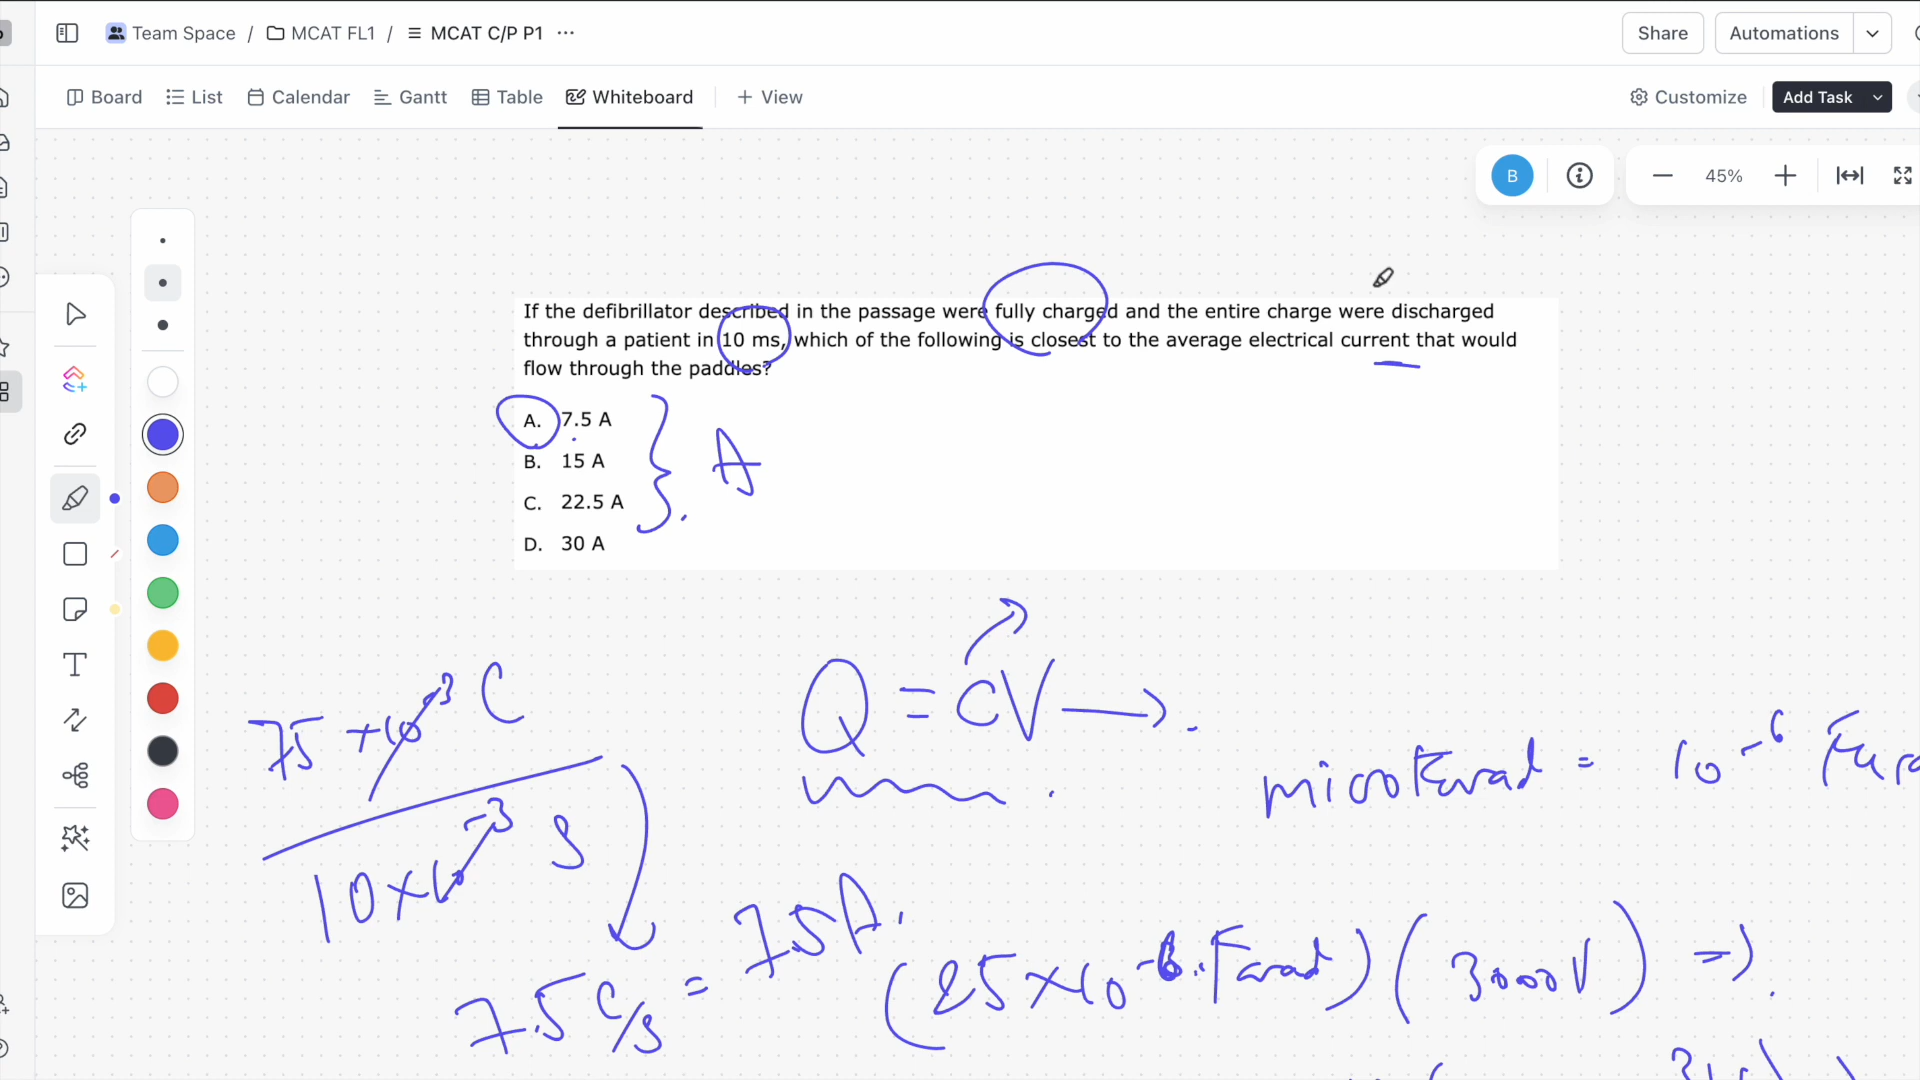 Team Space / MCAT FL1 / MCAT C/P P1 ...
Share
Automations
Board
List
Calendar
Gantt
Table
Whiteboard
+ View
Customize
Add Task
B
45%
If the defibrillator described in the passage were fully charged and the entire charge were discharged
through a patient in 10 ms, which of the following is closest to the average electrical current that would
flow through the paddles?
A. 7.5 A
B. 15 A
C. 22.5 A
D. 30 A
A
T
Q = CV
75 × 10^-3 C
10 × 10^-3 s
microFarad = 10^-6
7.5 C/s = 7.5 A.
(25 × 10^-6 Farad) (3000 V) =>